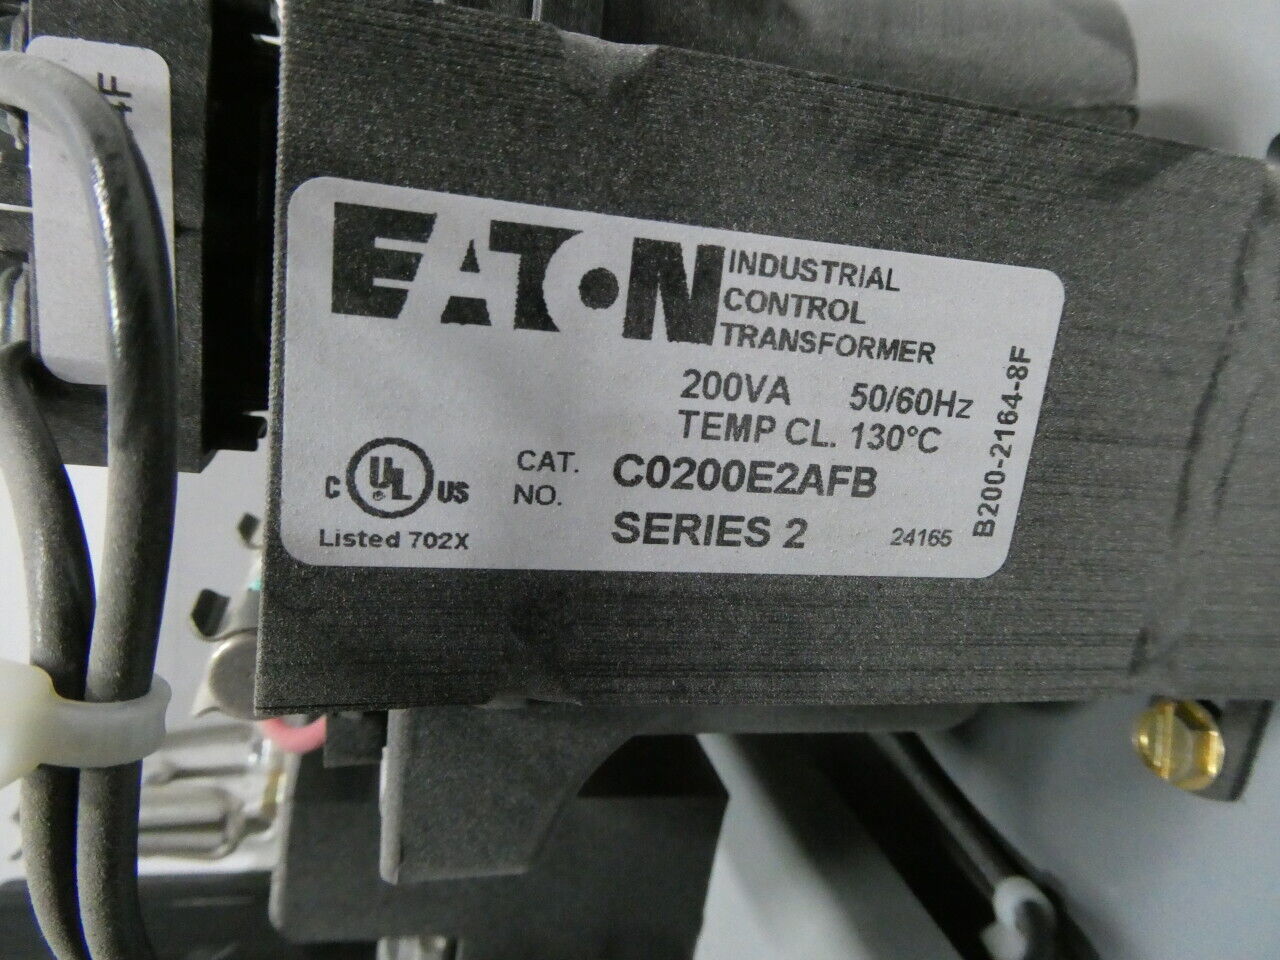 4F
EATON
INDUSTRIAL
CONTROL
TRANSFORMER
200VA 50/60Hz
TEMP CL. 130°C
CAT. NO. C0200E2AFB
SERIES 2
C UL US
Listed 702X
24165
B200-2164-8F